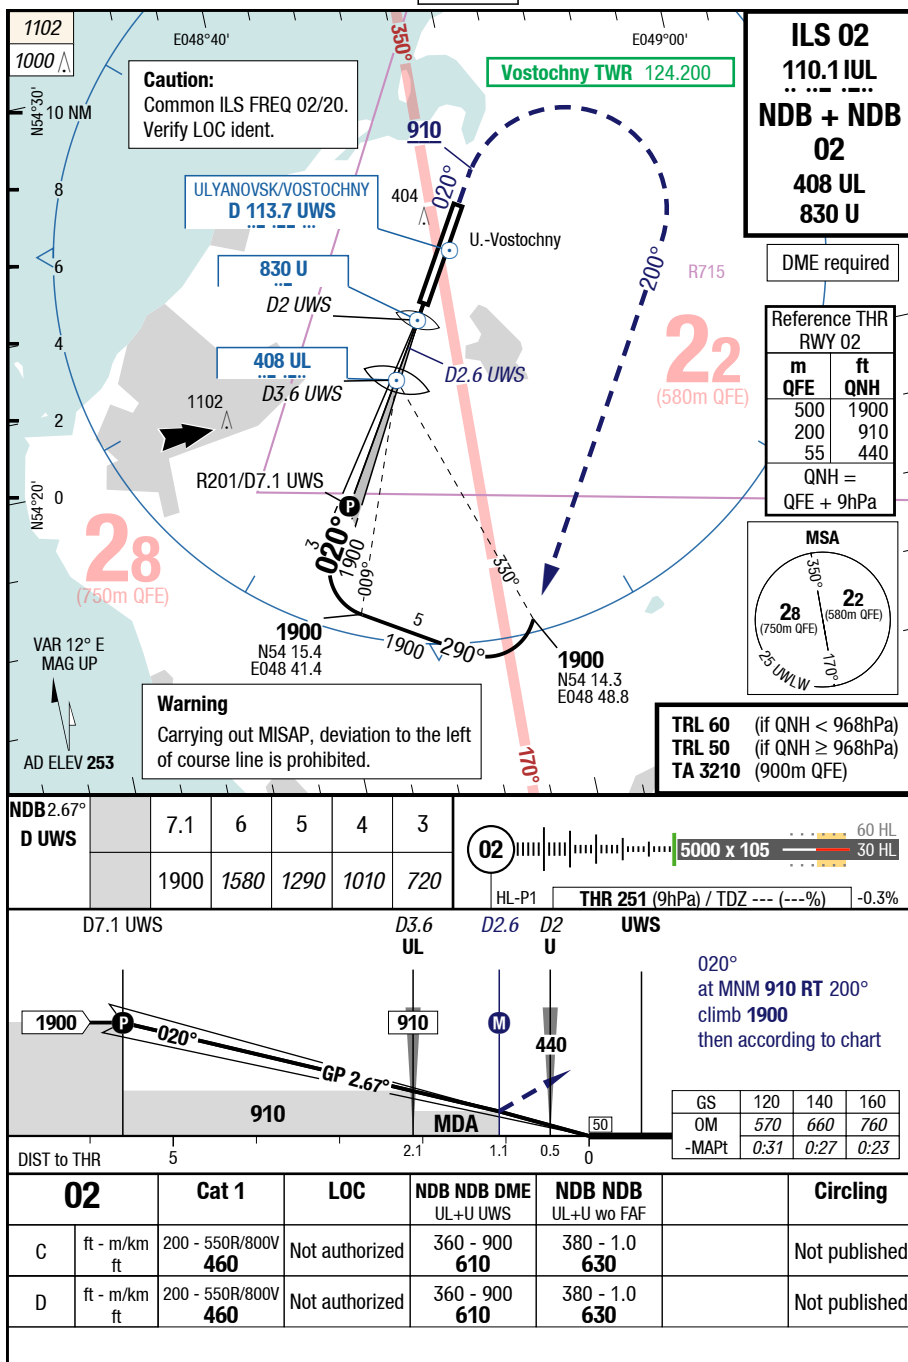 1102
1000
E048°40'
E049°00'
N54°30'
10 NM
8
6
4
2
0
N54°20'
Caution:
Common ILS FREQ 02/20.
Verify LOC ident.
350°
Vostochny TWR 124.200
910
020°
ULYANOVSK/VOSTOCHNY
D 113.7 UWS
404
U.-Vostochny
830 U
D2 UWS
200°
R715
408 UL
D3.6 UWS
D2.6 UWS
22
(580m QFE)
1102
R201/D7.1 UWS
P
28
(750m QFE)
3
020°
1900
009°
330°
5
1900
290°
1900
N54 15.4
E048 41.4
1900
N54 14.3
E048 48.8
VAR 12° E
MAG UP
AD ELEV 253
Warning
Carrying out MISAP, deviation to the left
of course line is prohibited.
170°
ILS 02
110.1 IUL
NDB + NDB
02
408 UL
830 U
DME required
Reference THR
RWY 02
m ft
QFE QNH
500 1900
200 910
55 440
QNH =
QFE + 9hPa
MSA
350°
28
(750m QFE)
22
(580m QFE)
170°
25 UWLW
TRL 60 (if QNH < 968hPa)
TRL 50 (if QNH ≥ 968hPa)
TA 3210 (900m QFE)
NDB 2.67°
D UWS
7.1 6 5 4 3
1900 1580 1290 1010 720
02
5000 x 105
60 HL
30 HL
HL-P1
THR 251 (9hPa) / TDZ --- (---%)
-0.3%
D7.1 UWS
D3.6
UL
D2.6
D2
U
UWS
1900
P
020°
GP 2.67°
910
M
440
910
MDA
50
020°
at MNM 910 RT 200°
climb 1900
then according to chart
GS 120 140 160
OM 570 660 760
-MAPt 0:31 0:27 0:23
DIST to THR
5
2.1
1.1
0.5
0
02
Cat 1
LOC
NDB NDB DME
UL+U UWS
NDB NDB
UL+U wo FAF
Circling
C
ft - m/km
ft
200 - 550R/800V
460
Not authorized
360 - 900
610
380 - 1.0
630
Not published
D
ft - m/km
ft
200 - 550R/800V
460
Not authorized
360 - 900
610
380 - 1.0
630
Not published